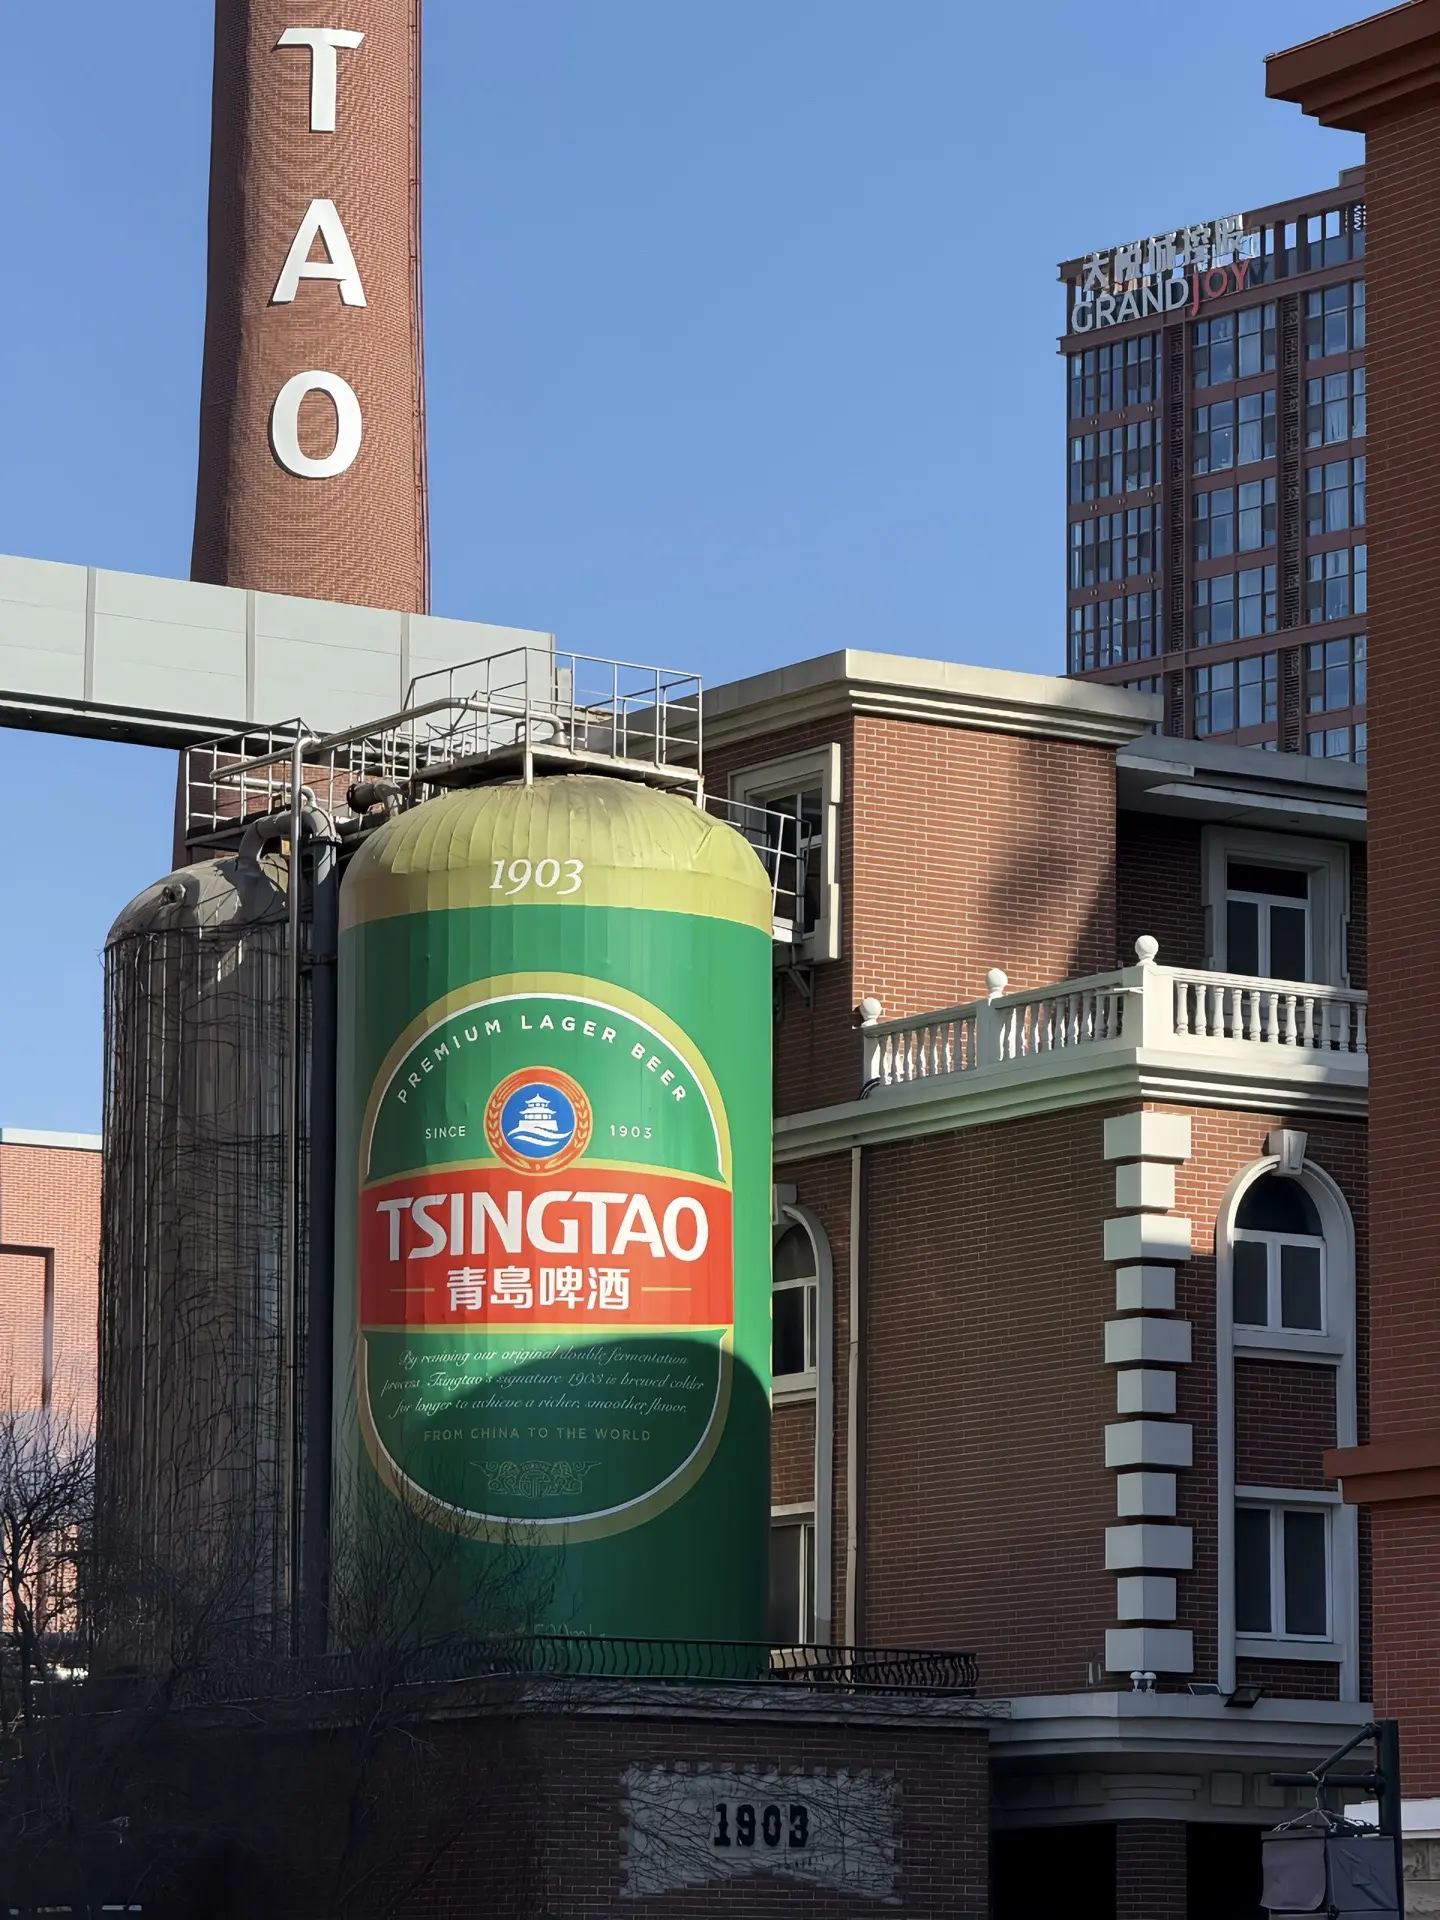 T
A
O
大悦城控股
GRANDJOY
1903
PREMIUM LAGER BEER
SINCE 1903
TSINGTAO
青島啤酒
By reviving our original double fermentation
process, Tsingtao's signature 1903 is brewed colder
for longer to achieve a richer, smoother flavor.
FROM CHINA TO THE WORLD
1903